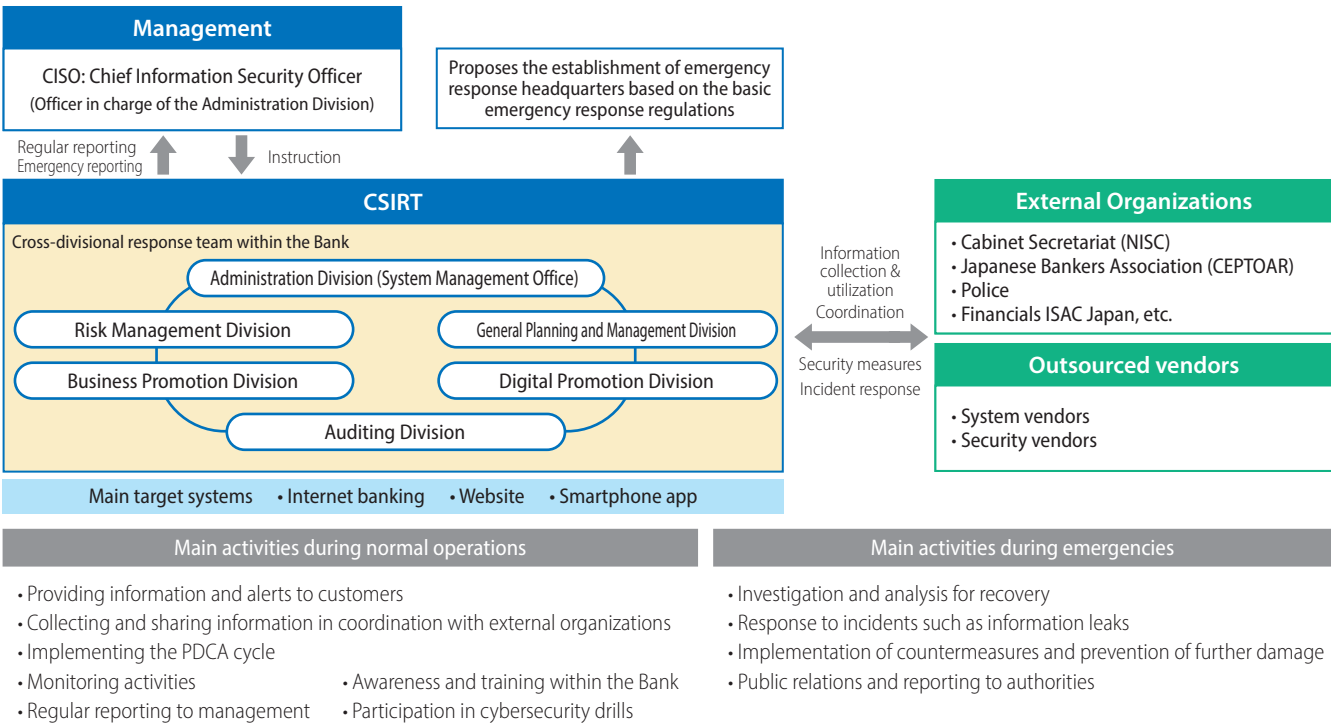 Management
CISO: Chief Information Security Officer
(Officer in charge of the Administration Division)
Proposes the establishment of emergency
response headquarters based on the basic
emergency response regulations
Regular reporting
Emergency reporting
Instruction
CSIRT
Cross-divisional response team within the Bank
Administration Division (System Management Office)
Risk Management Division
General Planning and Management Division
Business Promotion Division
Digital Promotion Division
Auditing Division
Main target systems • Internet banking • Website • Smartphone app
Information
collection &
utilization
Coordination
Security measures
Incident response
External Organizations
• Cabinet Secretariat (NISC)
• Japanese Bankers Association (CEPTOAR)
• Police
• Financials ISAC Japan, etc.
Outsourced vendors
• System vendors
• Security vendors
Main activities during normal operations
• Providing information and alerts to customers
• Collecting and sharing information in coordination with external organizations
• Implementing the PDCA cycle
• Monitoring activities • Awareness and training within the Bank
• Regular reporting to management • Participation in cybersecurity drills
Main activities during emergencies
• Investigation and analysis for recovery
• Response to incidents such as information leaks
• Implementation of countermeasures and prevention of further damage
• Public relations and reporting to authorities